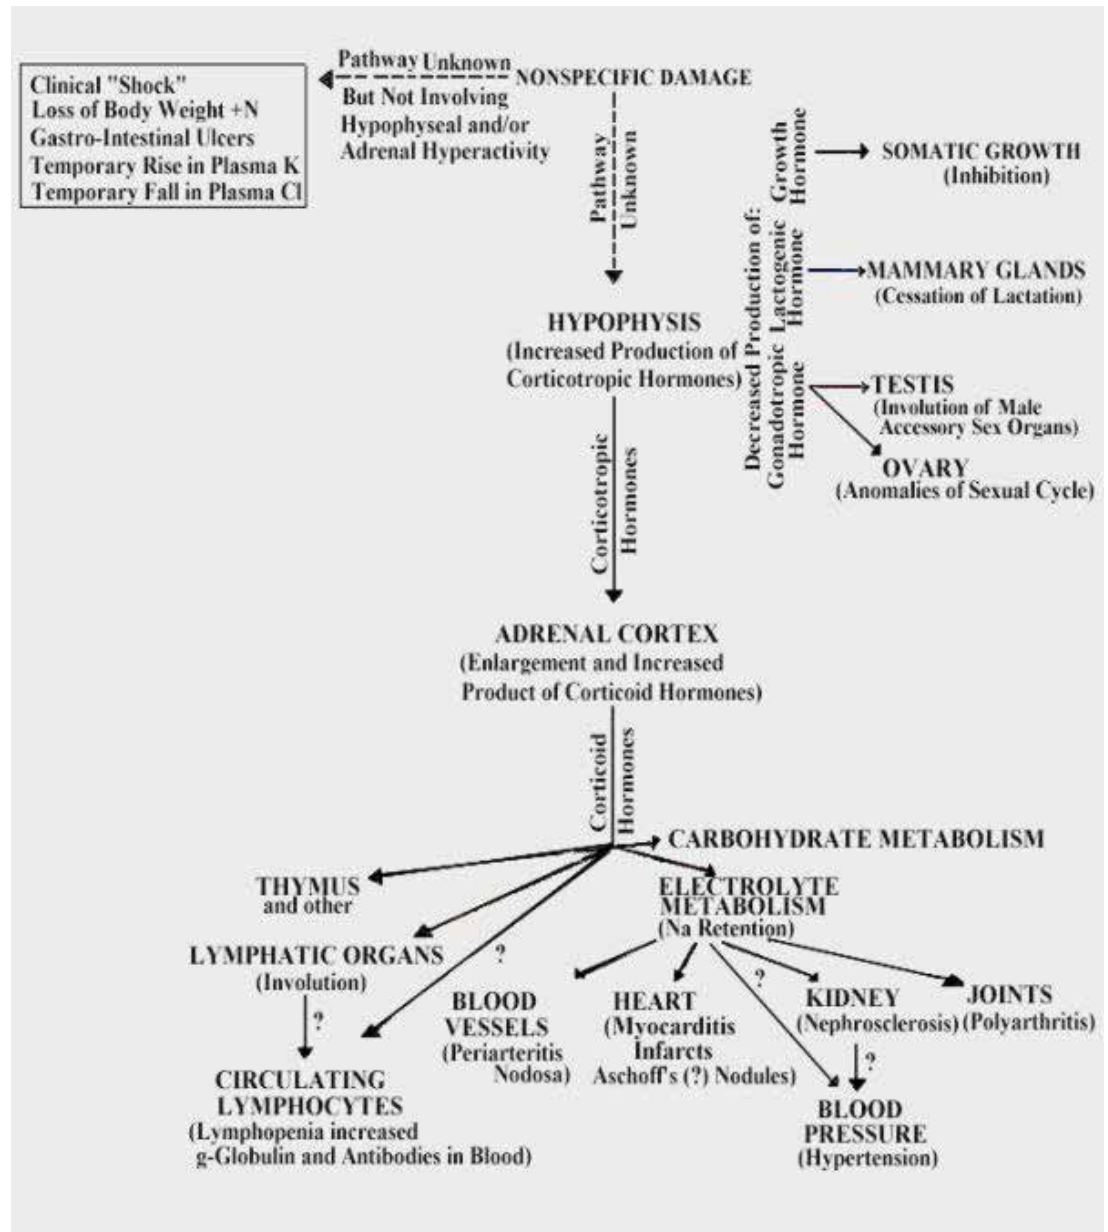 Clinical "Shock"
Loss of Body Weight +N
Gastro-Intestinal Ulcers
Temporary Rise in Plasma K
Temporary Fall in Plasma Cl
Pathway Unknown
But Not Involving
Hypophyseal and/or
Adrenal Hyperactivity
NONSPECIFIC DAMAGE
Pathway
Unknown
HYPOPHYSIS
(Increased Production of
Corticotropic Hormones)
Decreased Production of:
Growth
Hormone
Lactogenic
Hormone
Gonadotropic
Hormone
SOMATIC GROWTH
(Inhibition)
MAMMARY GLANDS
(Cessation of Lactation)
TESTIS
(Involution of Male
Accessory Sex Organs)
OVARY
(Anomalies of Sexual Cycle)
Corticotropic
Hormones
ADRENAL CORTEX
(Enlargement and Increased
Product of Corticoid Hormones)
Corticoid
Hormones
CARBOHYDRATE METABOLISM
THYMUS
and other
LYMPHATIC ORGANS
(Involution)
?
?
CIRCULATING
LYMPHOCYTES
(Lymphopenia increased
g-Globulin and Antibodies in Blood)
ELECTROLYTE
METABOLISM
(Na Retention)
BLOOD
VESSELS
(Periarteritis
Nodosa)
HEART
(Myocarditis
Infarcts
Aschoff's (?) Nodules)
?
KIDNEY
(Nephrosclerosis)
JOINTS
(Polyarthritis)
?
BLOOD
PRESSURE
(Hypertension)